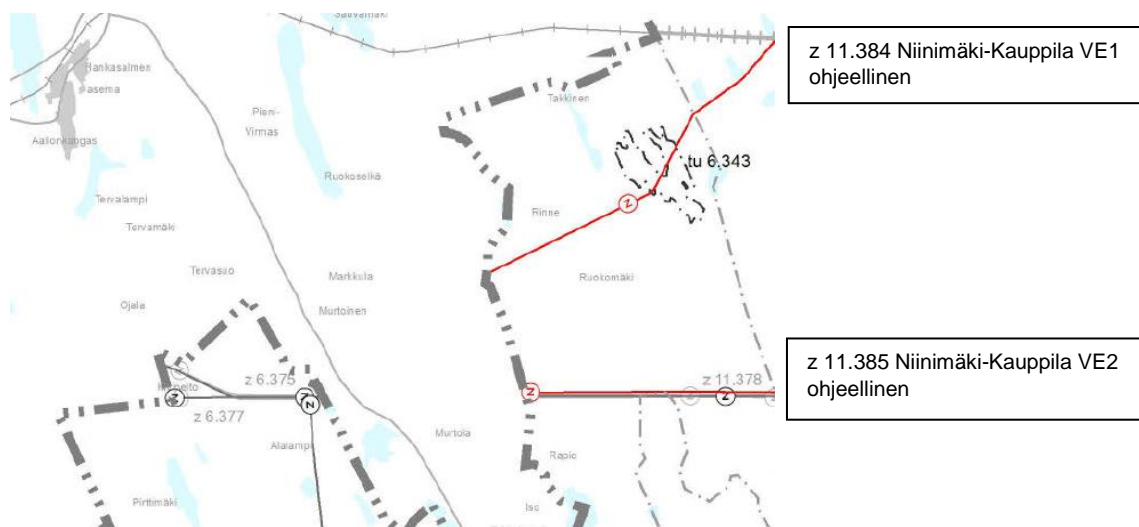 Sauvamäki
Hankasalmen
asema
Aallonkangas
Pieni-
Virmas
Takkinen
tu 6.343
Ruokoselkä
Tervalampi
Rinne
Tervamäki
Tervasuo
Markkula
Ruokomäki
Ojala
Murtoinen
z 6.375
z 11.378
z 6.377
Murtola
Alalampi
Rapio
Pirttimäki
Iso
z 11.384 Niinimäki-Kauppila VE1
ohjeellinen
z 11.385 Niinimäki-Kauppila VE2
ohjeellinen